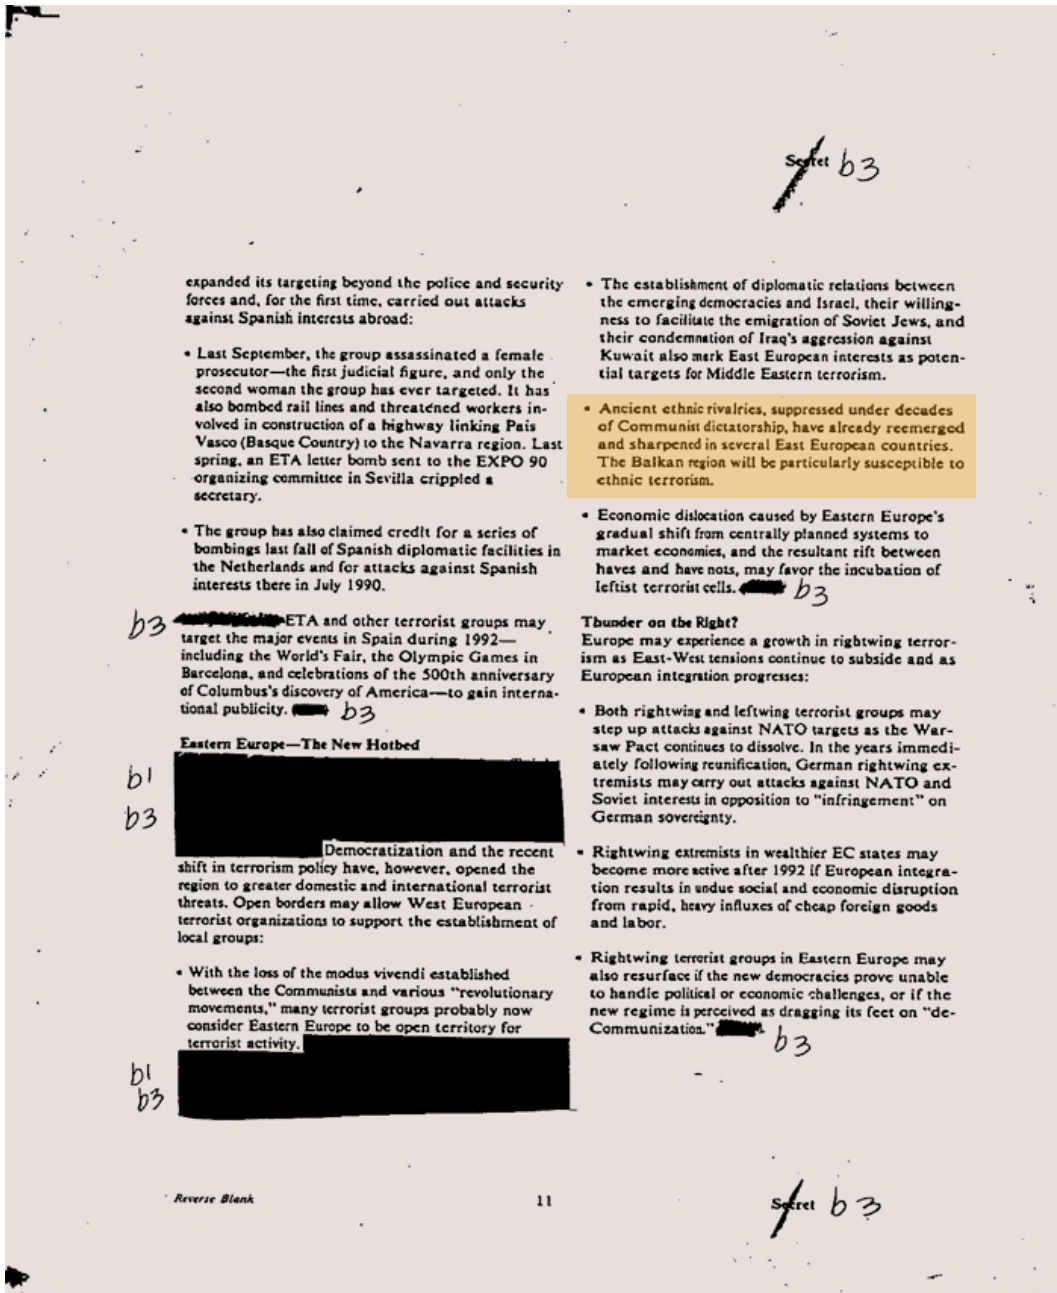 Secret b3
expanded its targeting beyond the police and security
forces and, for the first time, carried out attacks
against Spanish interests abroad:
• Last September, the group assassinated a female
prosecutor—the first judicial figure, and only the
second woman the group has ever targeted. It has
also bombed rail lines and threatened workers in-
volved in construction of a highway linking Pais
Vasco (Basque Country) to the Navarra region. Last
spring, an ETA letter bomb sent to the EXPO 90
organizing committee in Sevilla crippled a
secretary.
• The group has also claimed credit for a series of
bombings last fall of Spanish diplomatic facilities in
the Netherlands and for attacks against Spanish
interests there in July 1990.
b3 ETA and other terrorist groups may
target the major events in Spain during 1992—
including the World's Fair, the Olympic Games in
Barcelona, and celebrations of the 500th anniversary
of Columbus's discovery of America—to gain interna-
tional publicity. b3
Eastern Europe—The New Hotbed
b1
b3
Democratization and the recent
shift in terrorism policy have, however, opened the
region to greater domestic and international terrorist
threats. Open borders may allow West European
terrorist organizations to support the establishment of
local groups:
• With the loss of the modus vivendi established
between the Communists and various "revolutionary
movements," many terrorist groups probably now
consider Eastern Europe to be open territory for
terrorist activity.
b1
b3
• The establishment of diplomatic relations between
the emerging democracies and Israel, their willing-
ness to facilitate the emigration of Soviet Jews, and
their condemnation of Iraq's aggression against
Kuwait also mark East European interests as poten-
tial targets for Middle Eastern terrorism.
• Ancient ethnic rivalries, suppressed under decades
of Communist dictatorship, have already reemerged
and sharpened in several East European countries.
The Balkan region will be particularly susceptible to
ethnic terrorism.
• Economic dislocation caused by Eastern Europe's
gradual shift from centrally planned systems to
market economies, and the resultant rift between
haves and have nots, may favor the incubation of
leftist terrorist cells. b3
Thunder on the Right?
Europe may experience a growth in rightwing terror-
ism as East-West tensions continue to subside and as
European integration progresses:
• Both rightwing and leftwing terrorist groups may
step up attacks against NATO targets as the War-
saw Pact continues to dissolve. In the years immedi-
ately following reunification, German rightwing ex-
tremists may carry out attacks against NATO and
Soviet interests in opposition to "infringement" on
German sovereignty.
• Rightwing extremists in wealthier EC states may
become more active after 1992 if European integra-
tion results in undue social and economic disruption
from rapid, heavy influxes of cheap foreign goods
and labor.
• Rightwing terrorist groups in Eastern Europe may
also resurface if the new democracies prove unable
to handle political or economic challenges, or if the
new regime is perceived as dragging its feet on "de-
Communization." b3
Reverse Blank
11
Secret b3